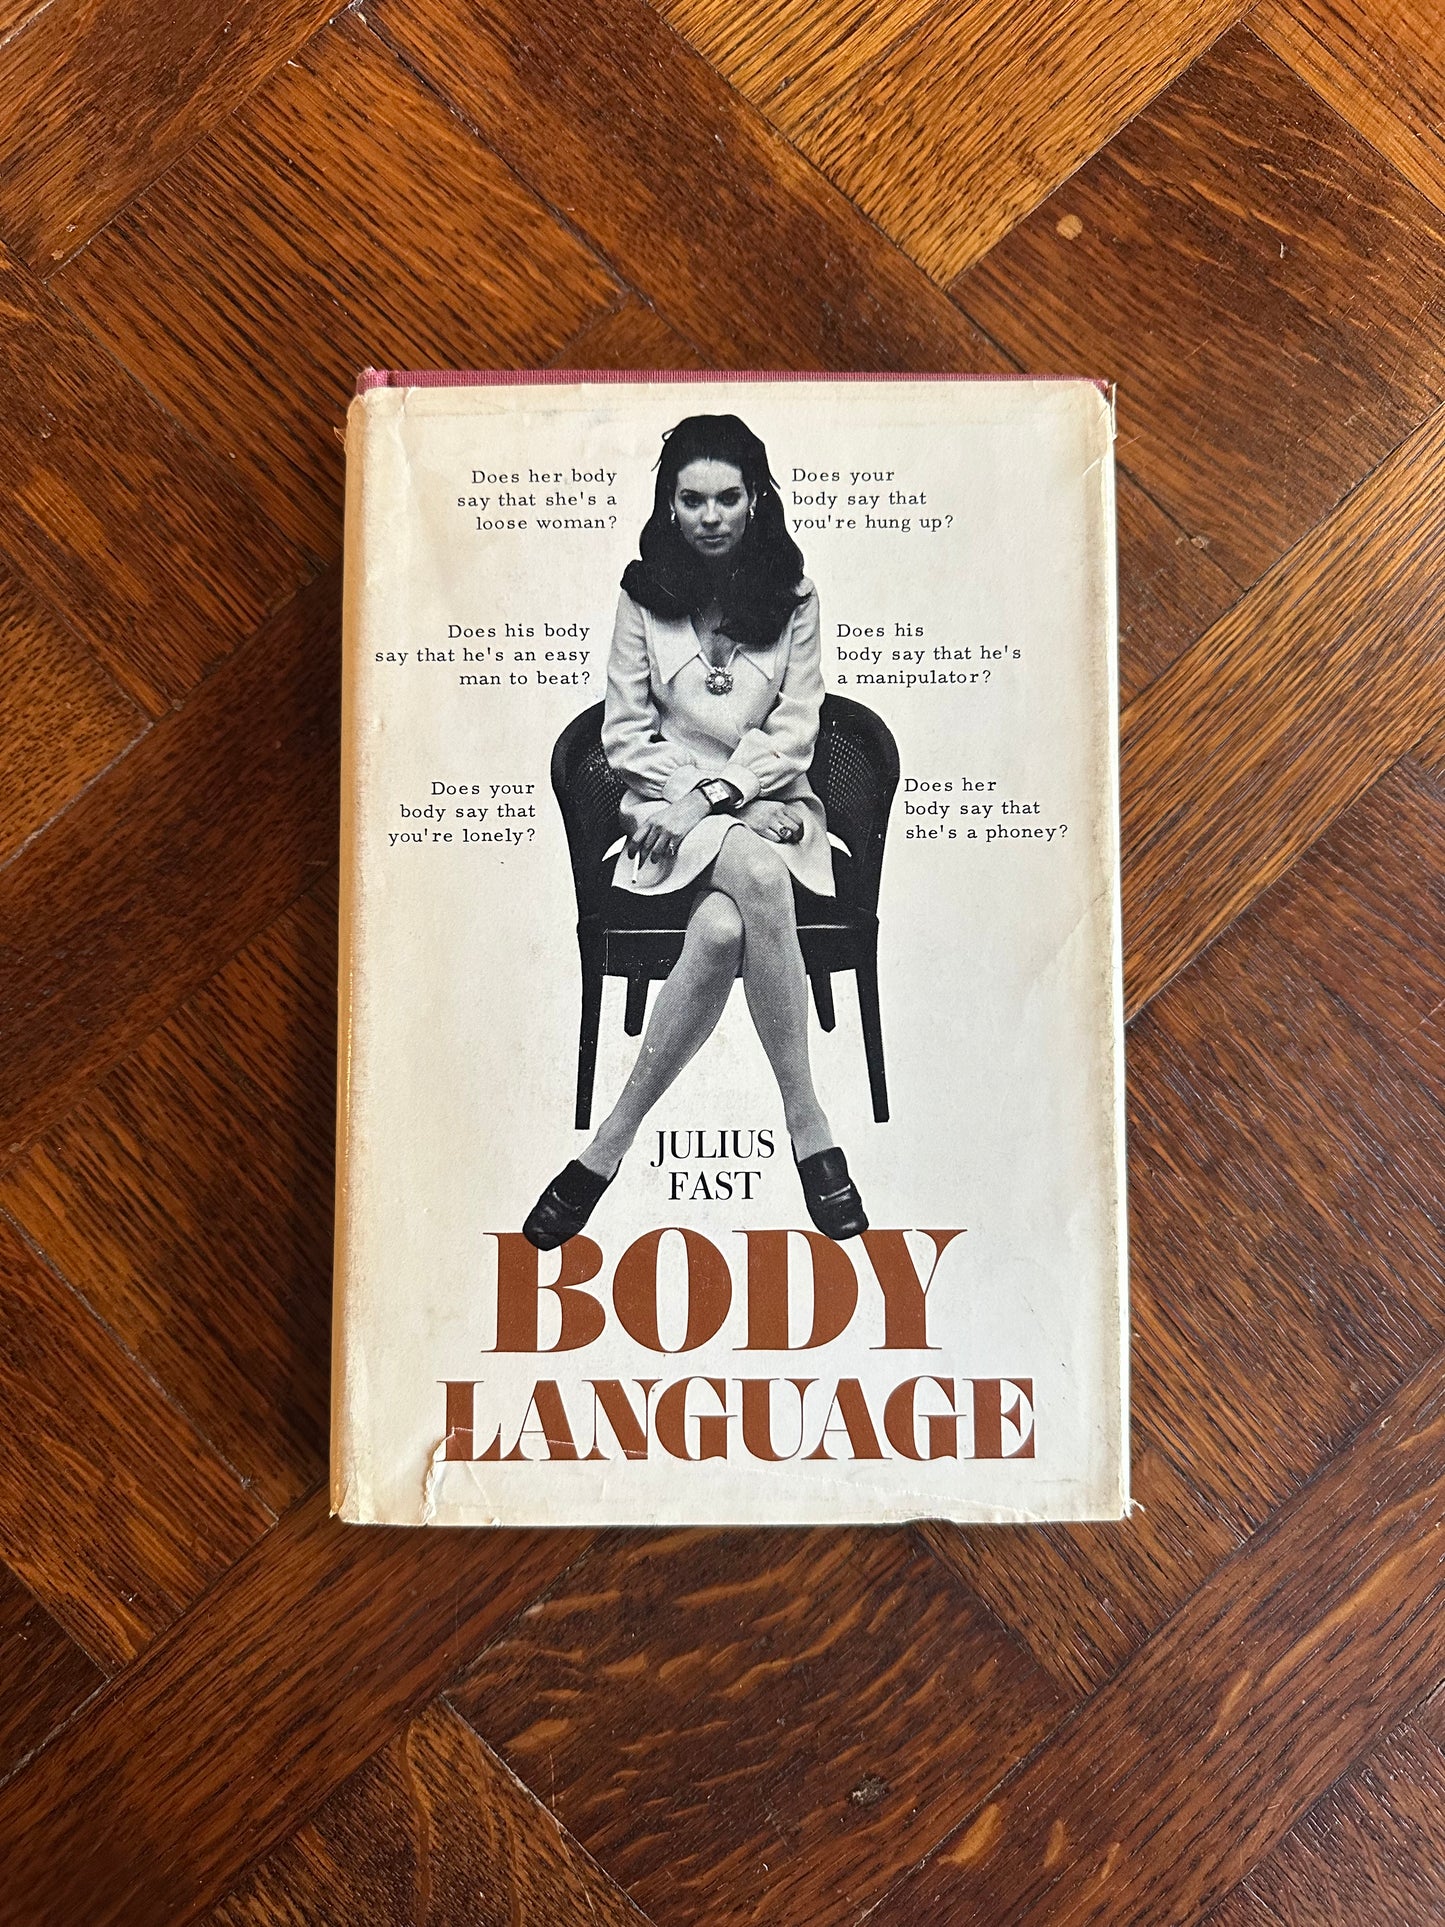 Does her body
say that she's a
loose woman?
Does your
body say that
you're hung up?
Does his body
say that he's an easy
man to beat?
Does his
body say that he's
a manipulator?
Does your
body say that
you're lonely?
Does her
body say that
she's a phoney?
JULIUS
FAST
BODY
LANGUAGE